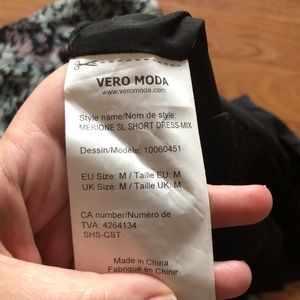 VERO MODA
www.veromoda.com
Style name/Nom de style:
MERIONE SL SHORT DRESS-MIX
Dessin/Modèle: 10060451
EU Size: M / Taille EU: M
UK Size: M / Taille UK: M
CA number/Numéro de
TVA: 4264134
SHS-CST
Made in China
Fabriqué en Chine